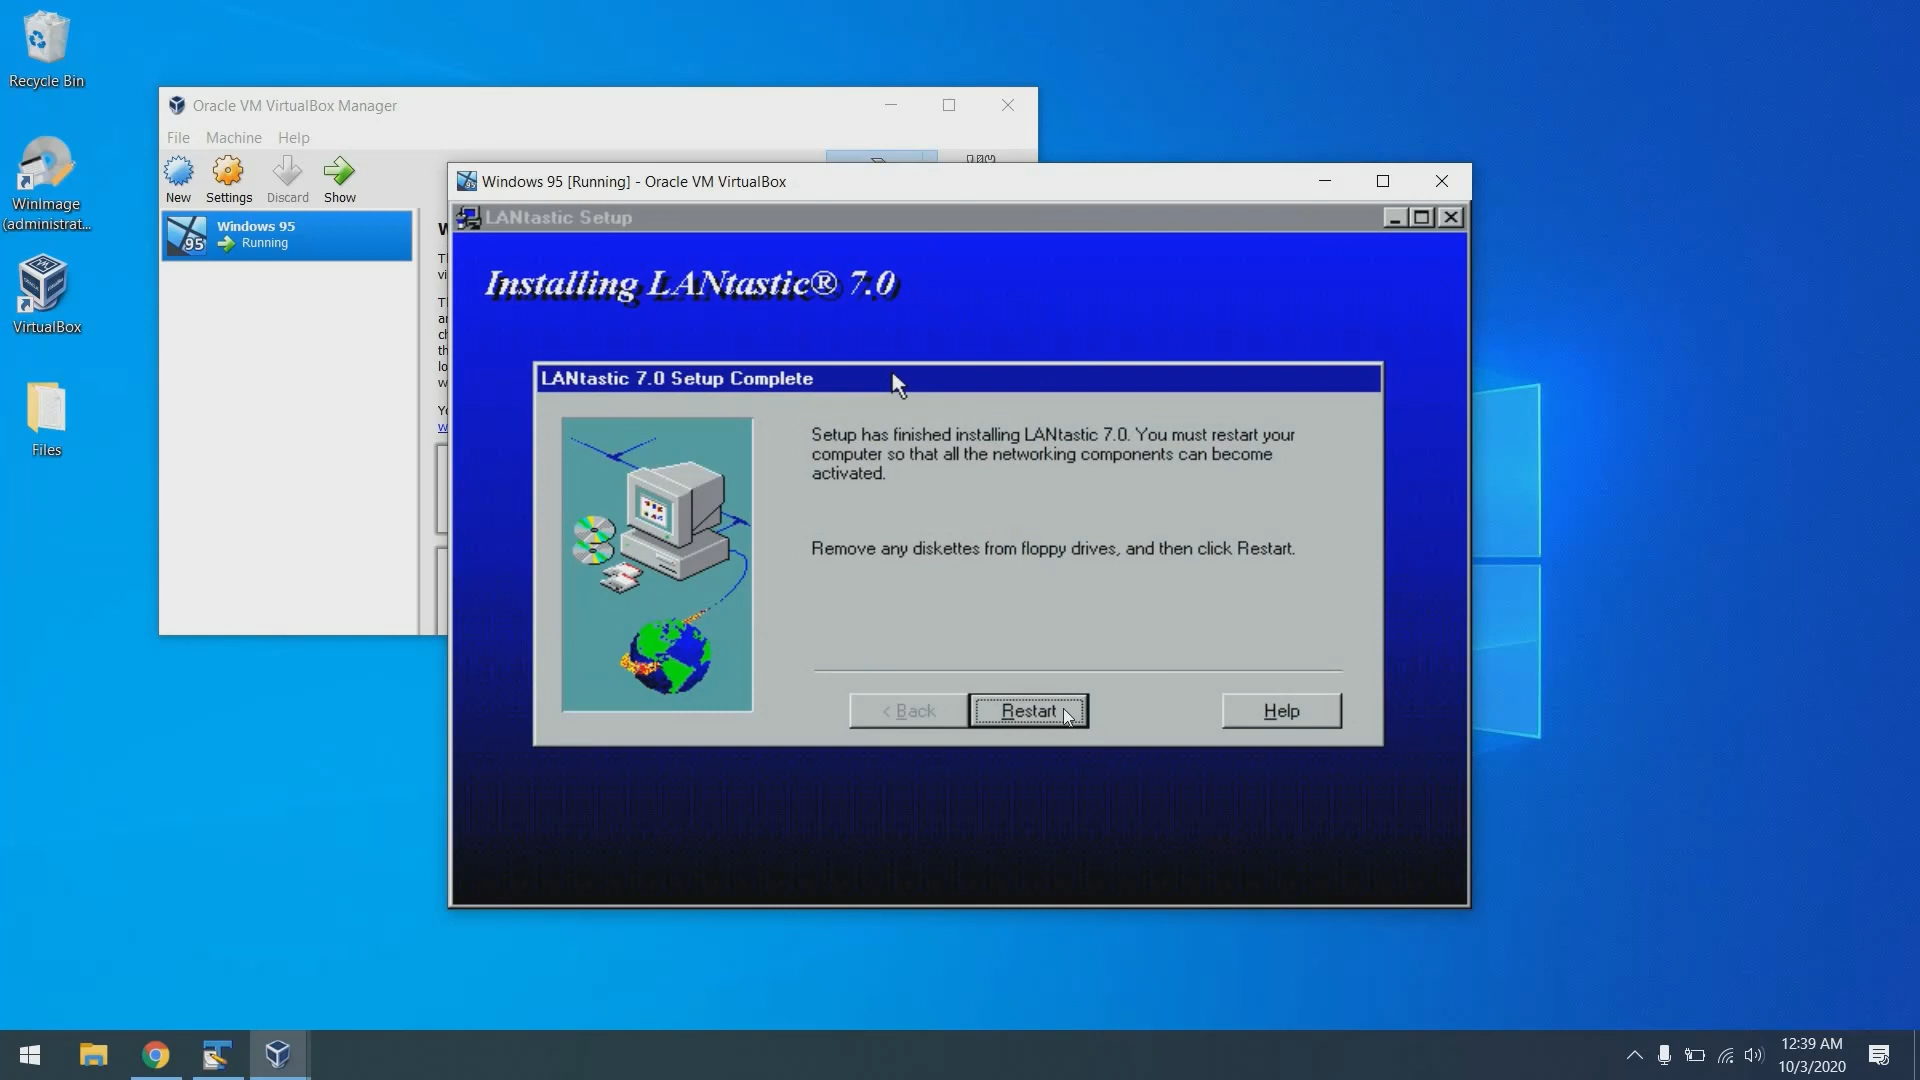 Recycle Bin
WinImage
(administrat...
VirtualBox
Files
Oracle VM VirtualBox Manager
File Machine Help
New Settings Discard Show
Windows 95
Running
Windows 95 [Running] - Oracle VM VirtualBox
LANtastic Setup
Installing LANtastic® 7.0
LANtastic 7.0 Setup Complete
Setup has finished installing LANtastic 7.0. You must restart your
computer so that all the networking components can become
activated.
Remove any diskettes from floppy drives, and then click Restart.
< Back Restart Help
12:39 AM
10/3/2020